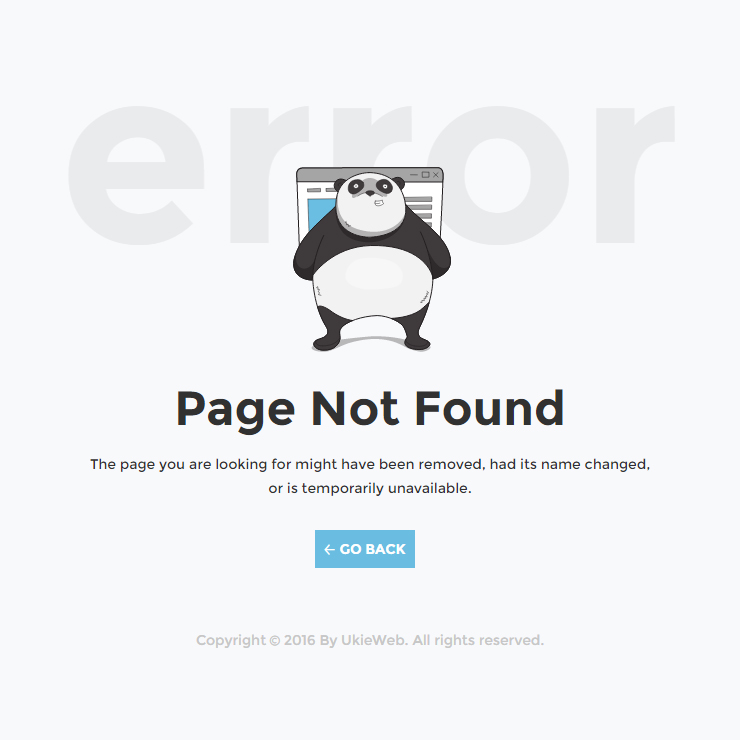 error
Page Not Found
The page you are looking for might have been removed, had its name changed,
or is temporarily unavailable.
← GO BACK
Copyright © 2016 By UkieWeb. All rights reserved.